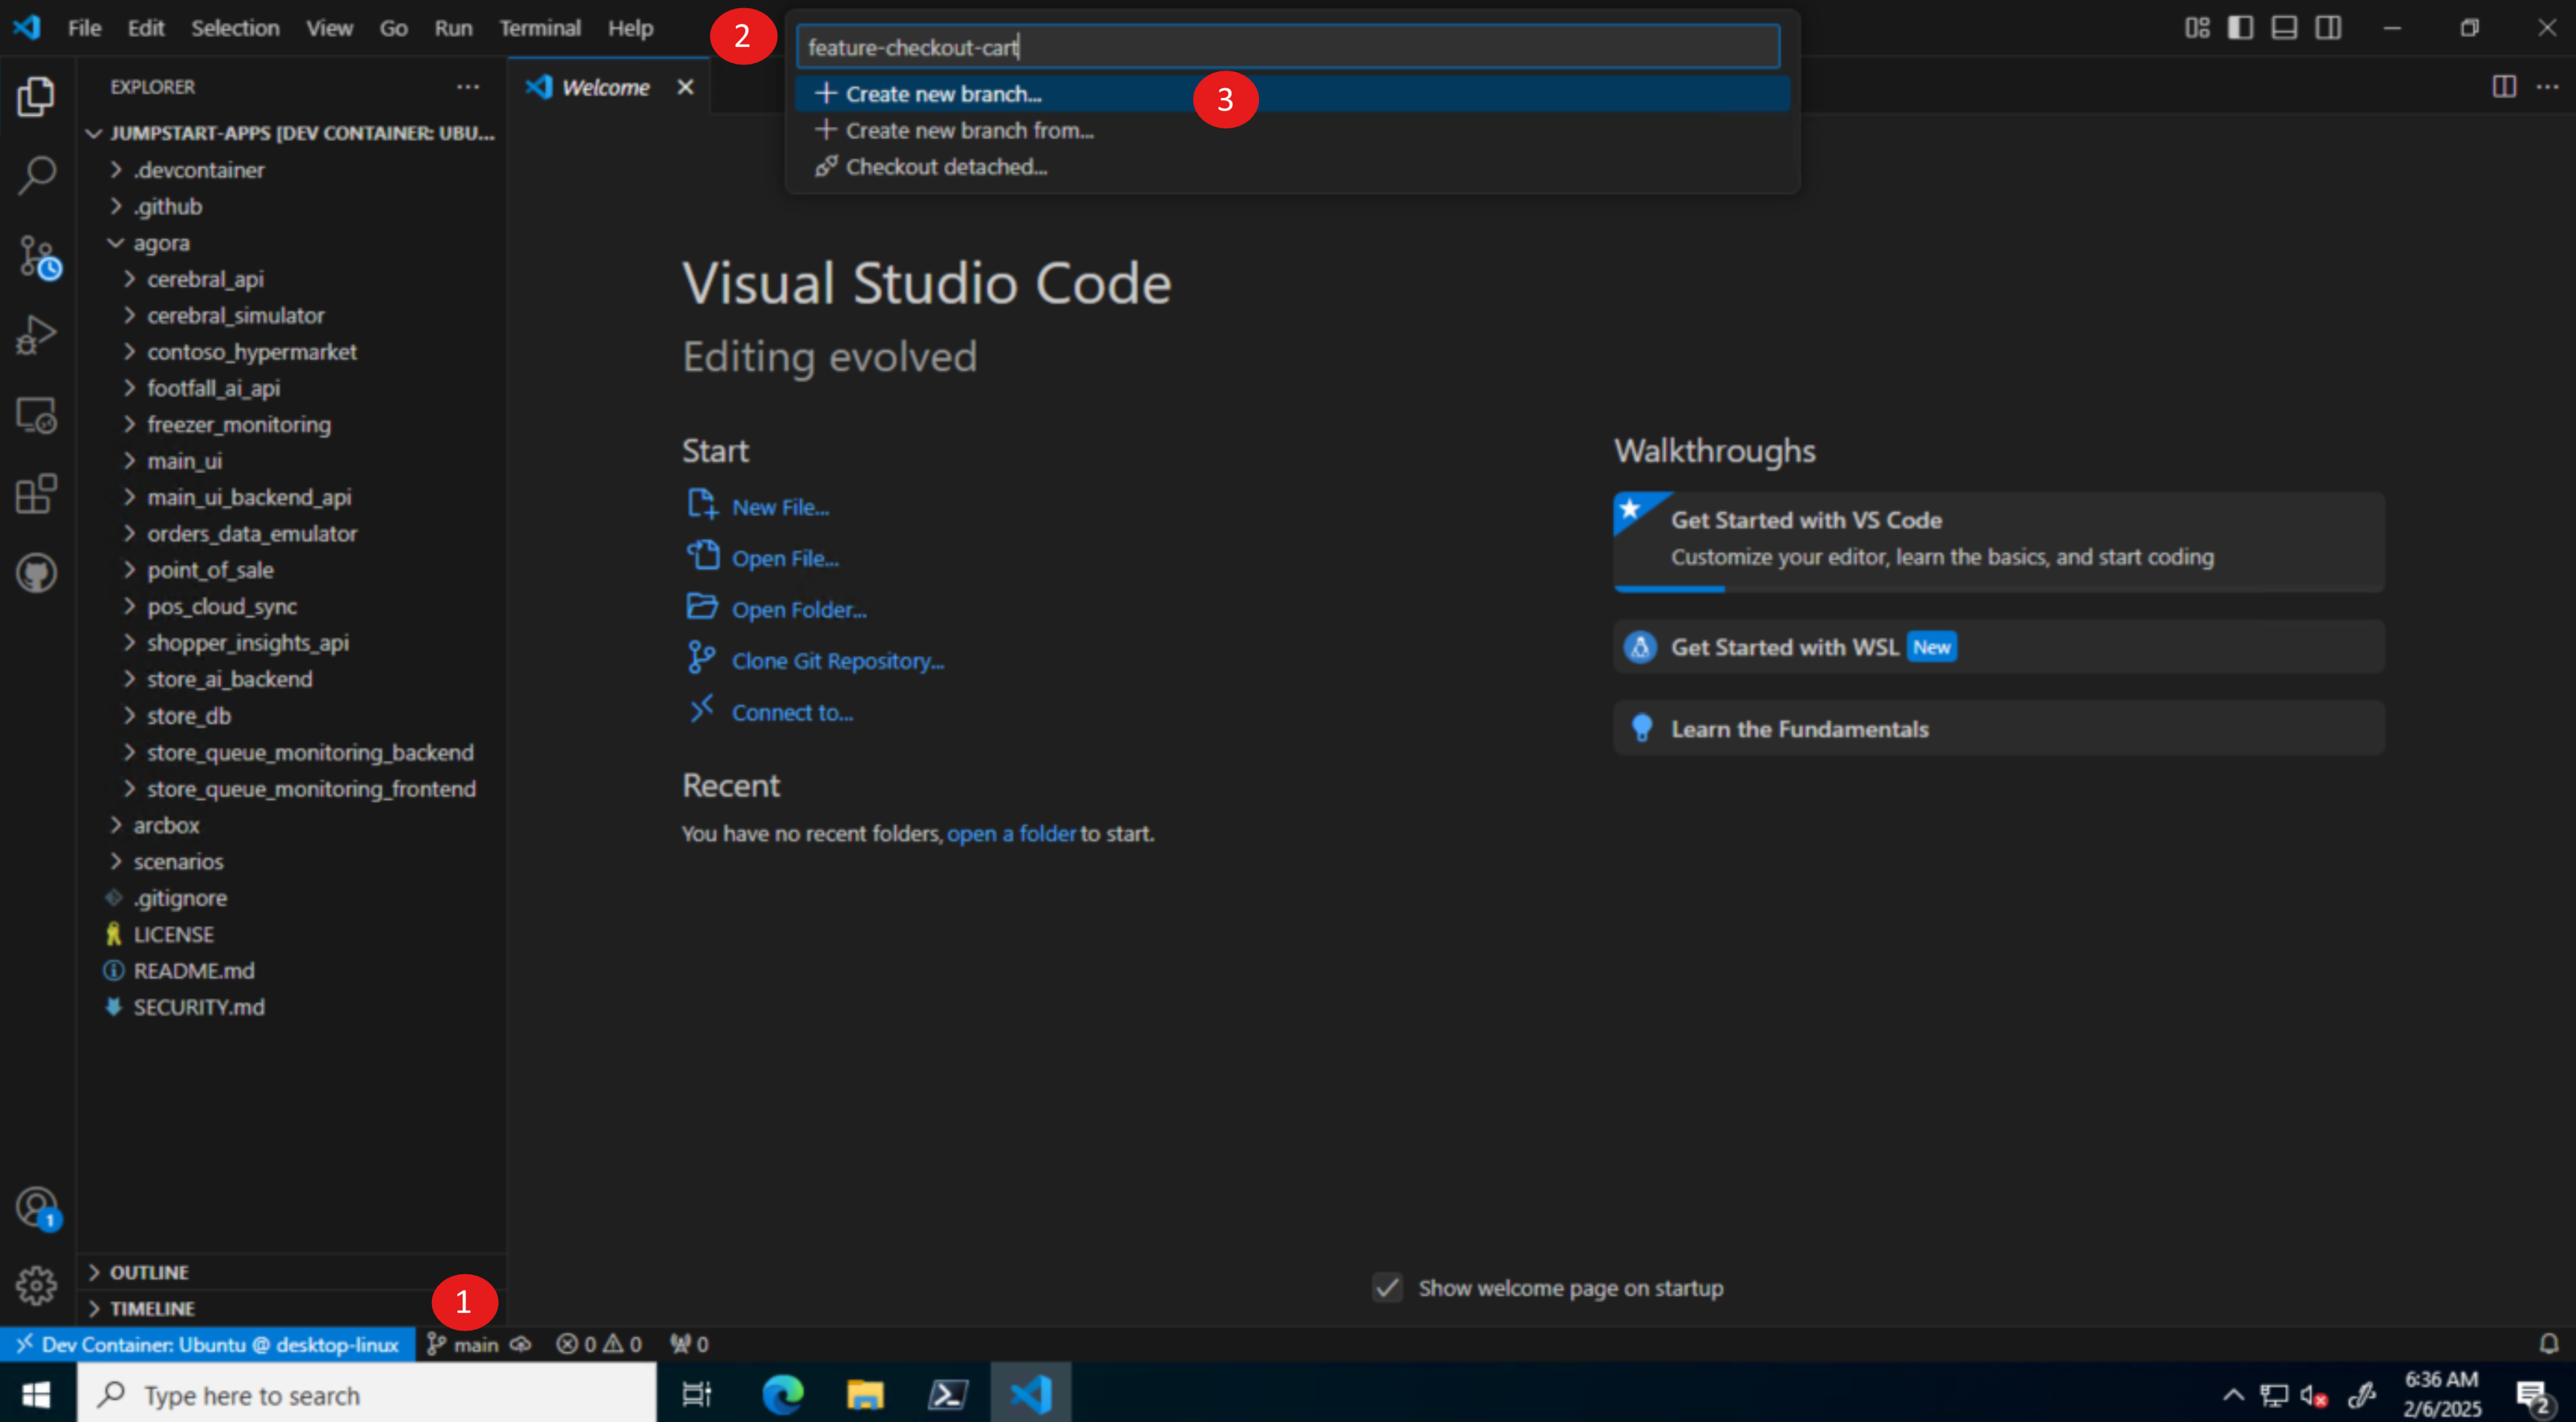 File Edit Selection View Go Run Terminal Help
2
feature-checkout-cart
Create new branch...
3
Create new branch from...
Checkout detached...
EXPLORER
Welcome
JUMPSTART-APPS [DEV CONTAINER: UBU...
.devcontainer
.github
agora
cerebral_api
cerebral_simulator
contoso_hypermarket
footfall_ai_api
freezer_monitoring
main_ui
main_ui_backend_api
orders_data_emulator
point_of_sale
pos_cloud_sync
shopper_insights_api
store_ai_backend
store_db
store_queue_monitoring_backend
store_queue_monitoring_frontend
arcbox
scenarios
.gitignore
LICENSE
README.md
SECURITY.md
OUTLINE
TIMELINE
1
Visual Studio Code
Editing evolved
Start
New File...
Open File...
Open Folder...
Clone Git Repository...
Connect to...
Recent
You have no recent folders, open a folder to start.
Walkthroughs
Get Started with VS Code
Customize your editor, learn the basics, and start coding
Get Started with WSL New
Learn the Fundamentals
Show welcome page on startup
1
Dev Container: Ubuntu @ desktop-linux main 0 0 0
Type here to search
6:36 AM
2/6/2025
2